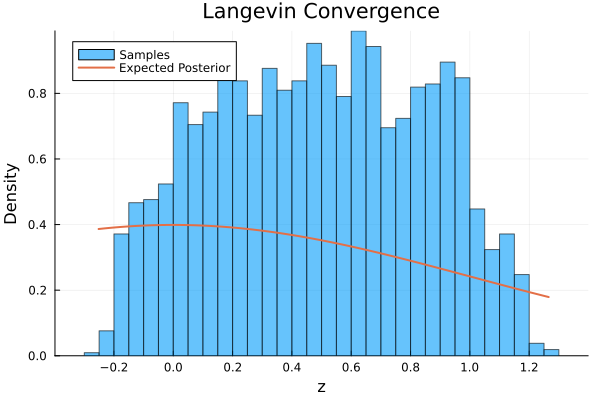 Langevin Convergence
Samples
Expected Posterior
Density
0.8
0.6
0.4
0.2
0.0
−0.2 0.0 0.2 0.4 0.6 0.8 1.0 1.2
z